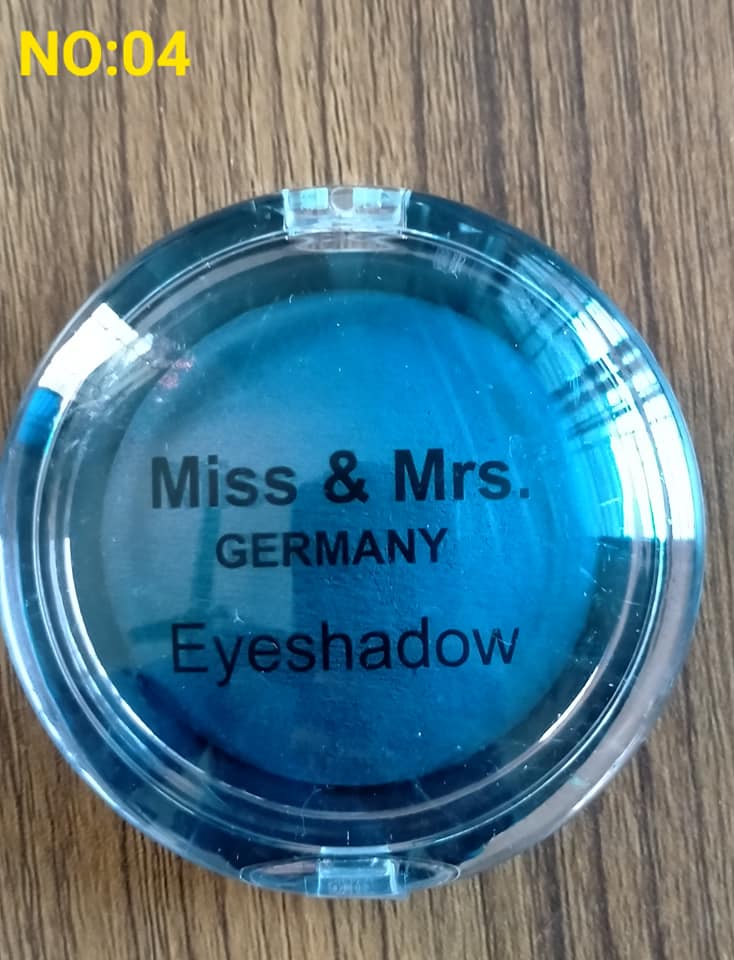 NO:04
Miss & Mrs.
GERMANY
Eyeshadow